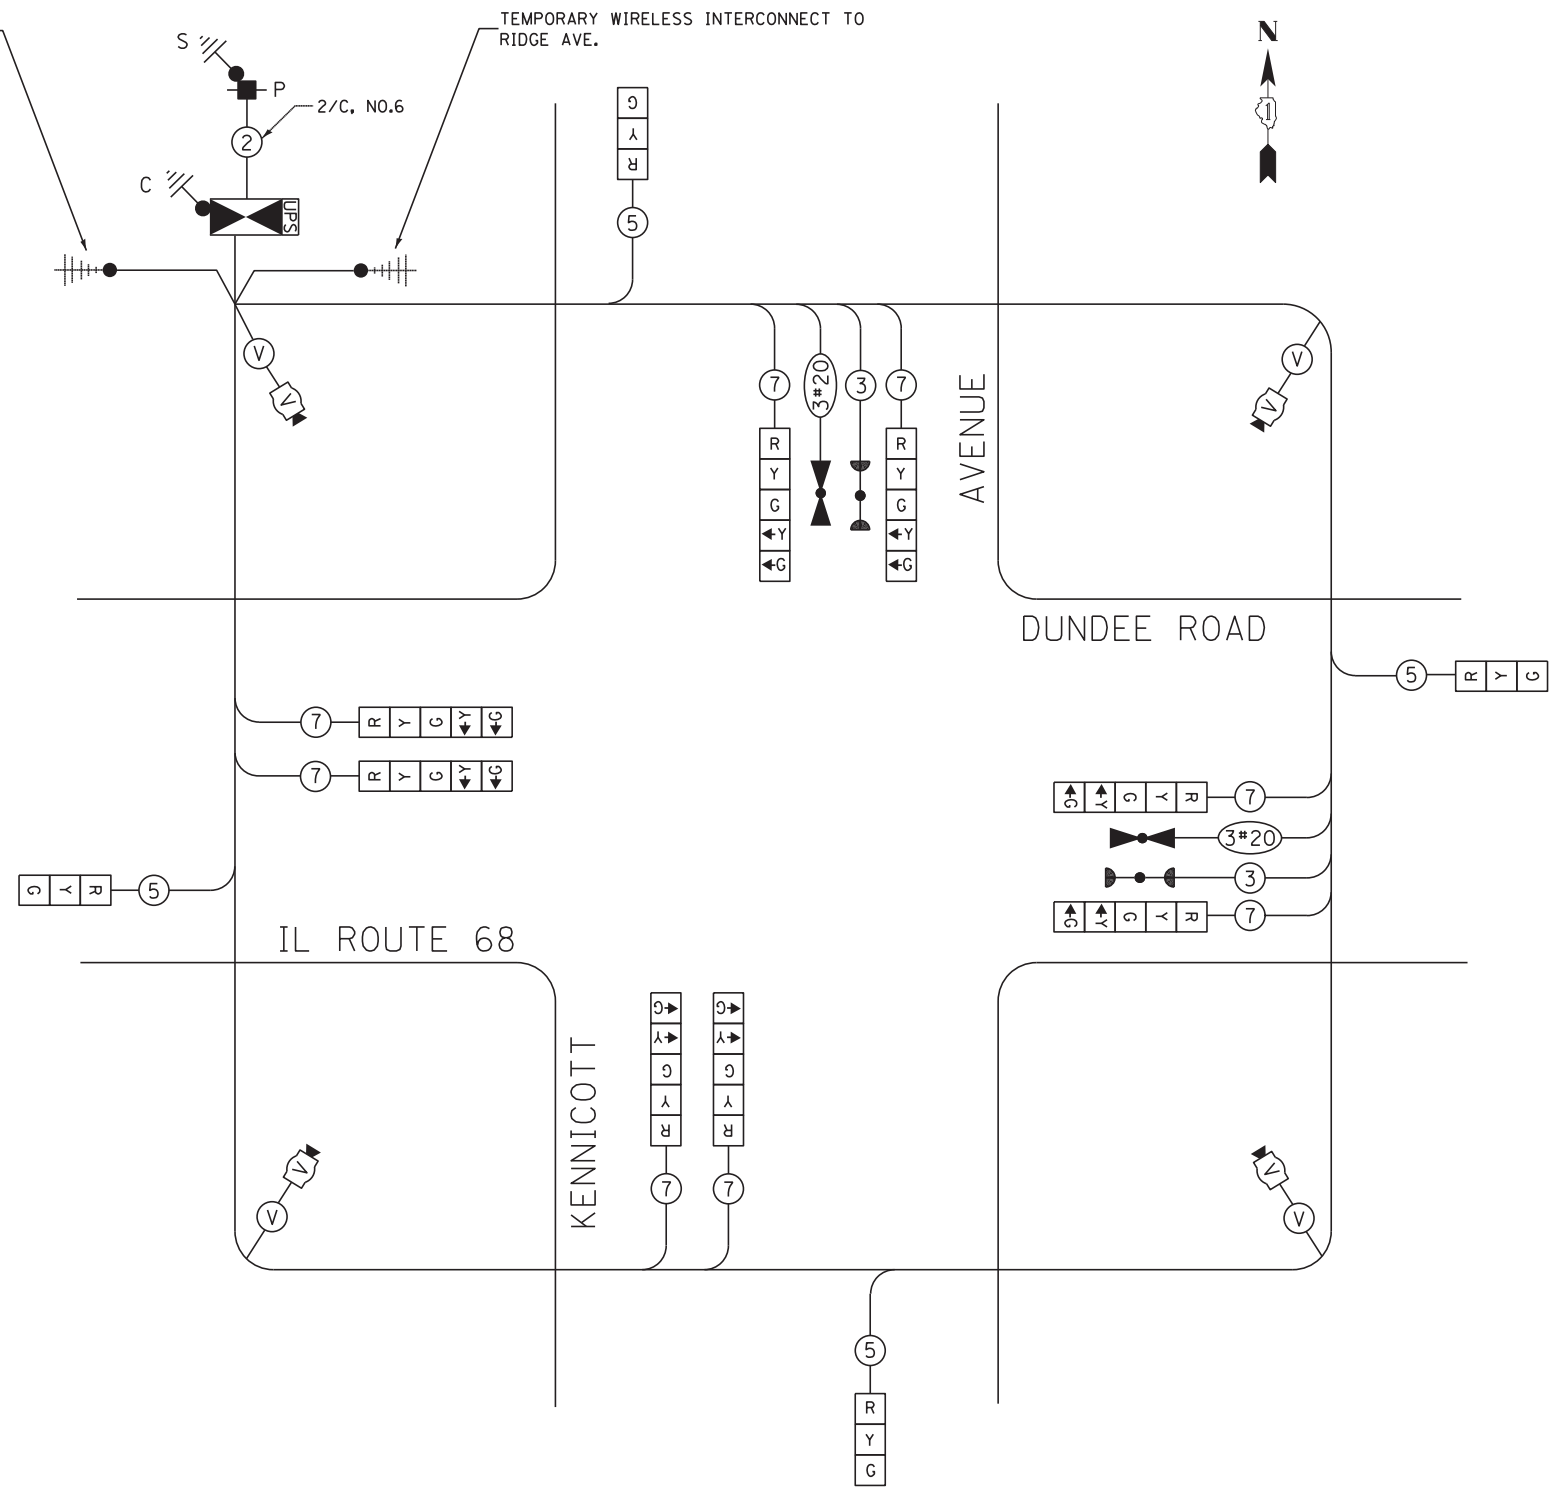 TEMPORARY WIRELESS INTERCONNECT TO
RIDGE AVE.
N
1
S
P
2/C, NO.6
2
C
UPS
G
Y
R
5
V
V
V
V
7
3#20
3
7
R
Y
G
Y
G
R
Y
G
Y
G
AVENUE
DUNDEE ROAD
5
R Y G
7
R Y G Y G
7
R Y G Y G
G Y G Y R
7
3#20
3
G Y G Y R
7
G Y R
5
IL ROUTE 68
KENNICOTT
G
Y
G
Y
R
7
G
Y
G
Y
R
7
V
V
V
V
5
R
Y
G